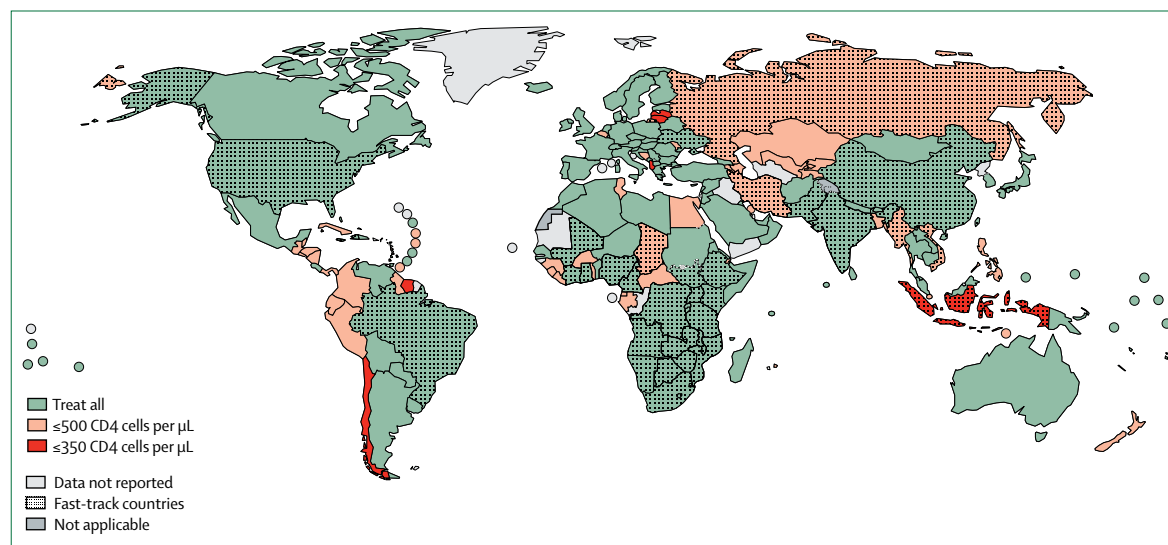 Treat all
≤500 CD4 cells per μL
≤350 CD4 cells per μL
Data not reported
Fast-track countries
Not applicable